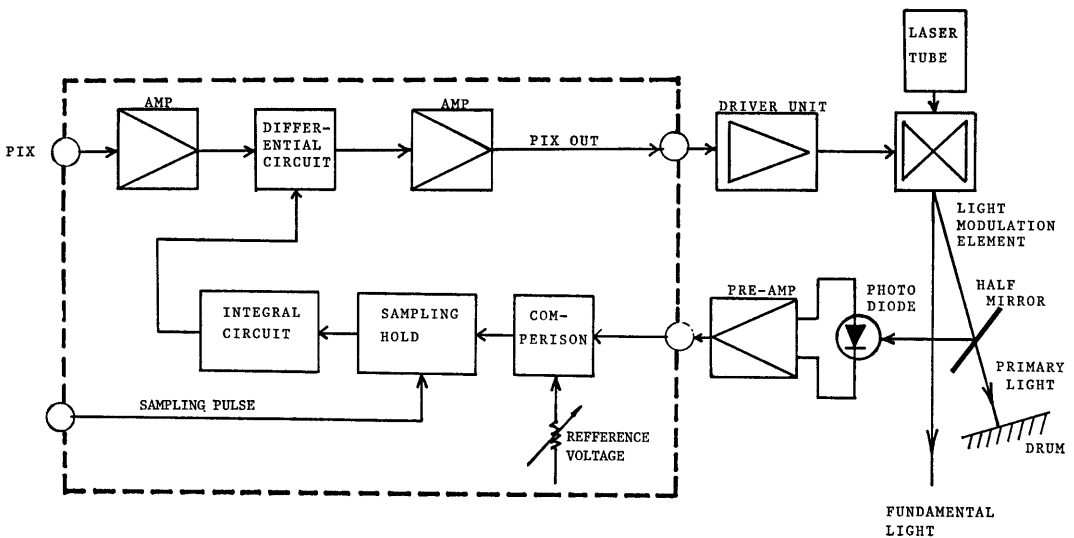 LASER
TUBE
AMP
DIFFER-
ENTIAL
CIRCUIT
AMP
DRIVER UNIT
PIX
PIX OUT
LIGHT
MODULATION
ELEMENT
INTEGRAL
CIRCUIT
SAMPLING
HOLD
COM-
PERISON
PRE-AMP
PHOTO
DIODE
HALF
MIRROR
PRIMARY
LIGHT
SAMPLING PULSE
REFFERENCE
VOLTAGE
DRUM
FUNDAMENTAL
LIGHT